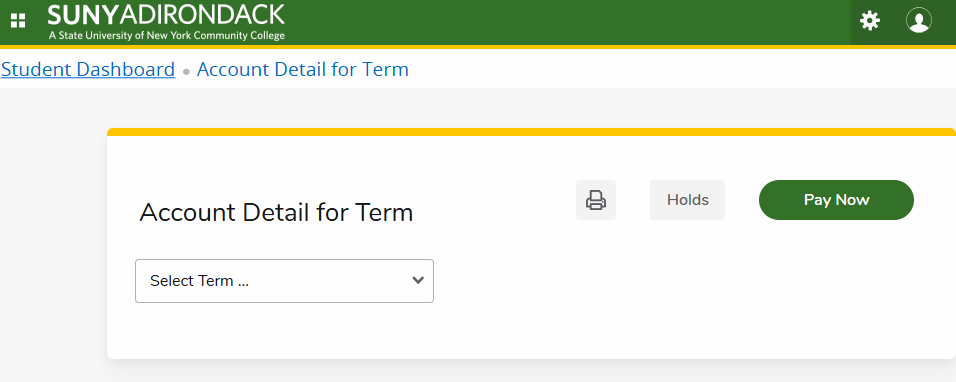 SUNYADIRONDACK
A State University of New York Community College
Student Dashboard • Account Detail for Term
Account Detail for Term
Holds
Pay Now
Select Term ...